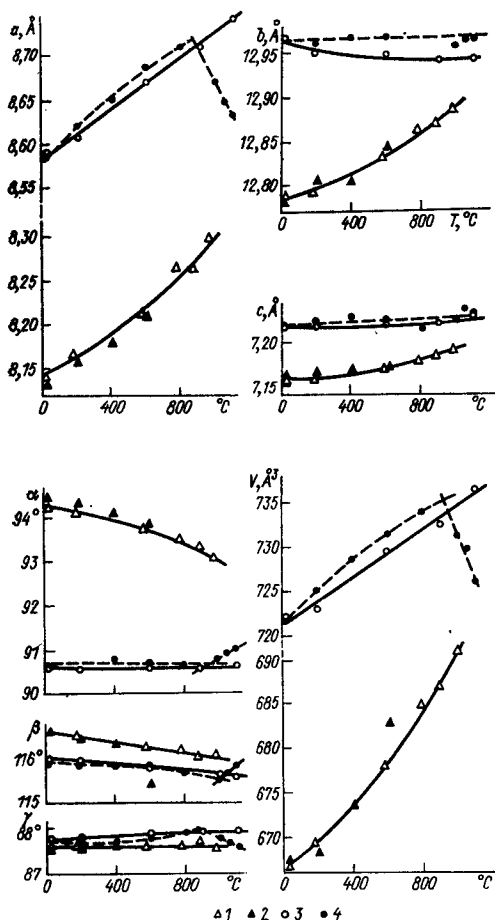 a, Å
8,70
8,65
8,60
8,55
8,30
8,25
8,20
8,15
0 400 800 °C
b, Å
12,95
12,90
12,85
12,80
0 400 800 T, °C
c, Å
7,20
7,15
0 400 800 °C
α
94°
93
92
91
90
β
116°
115
γ
88°
87
0 400 800 °C
V, Å³
735
730
725
720
690
685
680
675
670
0 400 800 °C
△ 1 ▲ 2 ○ 3 ● 4